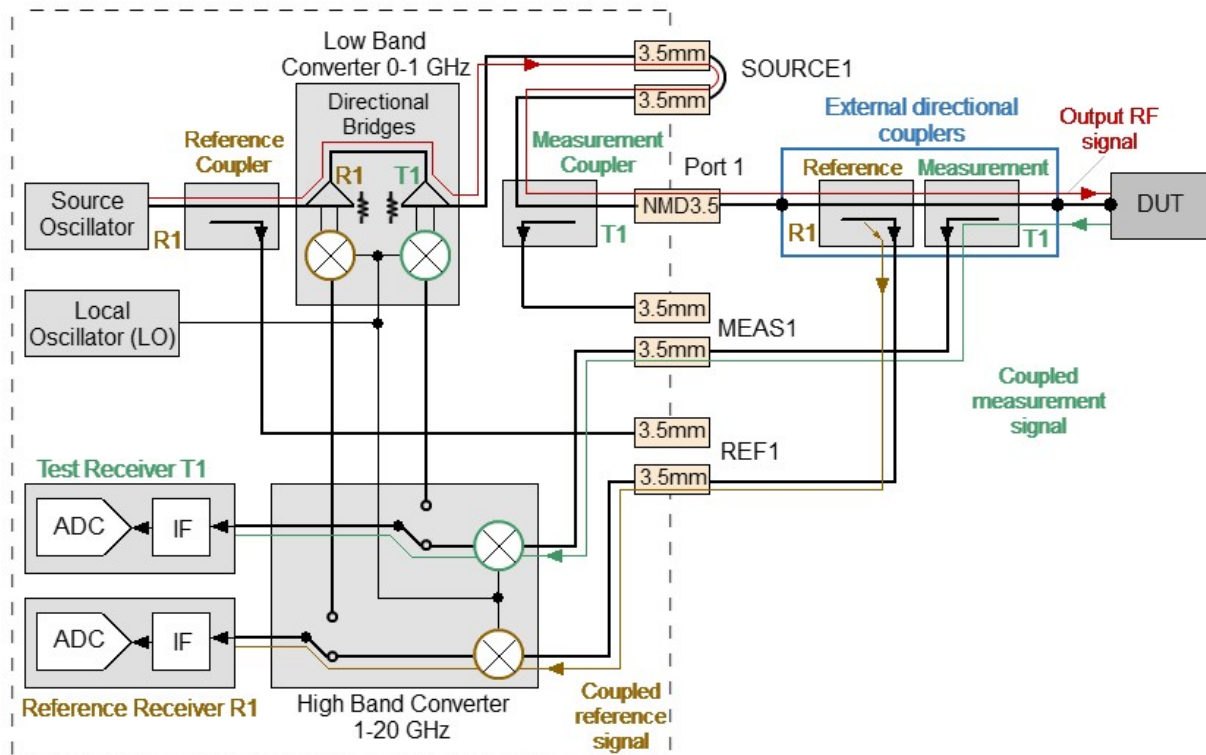 Low Band
Converter 0-1 GHz
Directional
Bridges
R1
T1
Reference
Coupler
R1
Source
Oscillator
Local
Oscillator (LO)
Measurement
Coupler
T1
3.5mm
3.5mm
SOURCE1
Port 1
NMD3.5
External directional
couplers
Reference
Measurement
R1
T1
Output RF
signal
DUT
3.5mm
MEAS1
3.5mm
Coupled
measurement
signal
3.5mm
REF1
3.5mm
Test Receiver T1
ADC
IF
ADC
IF
Reference Receiver R1
High Band Converter
1-20 GHz
Coupled
reference
signal